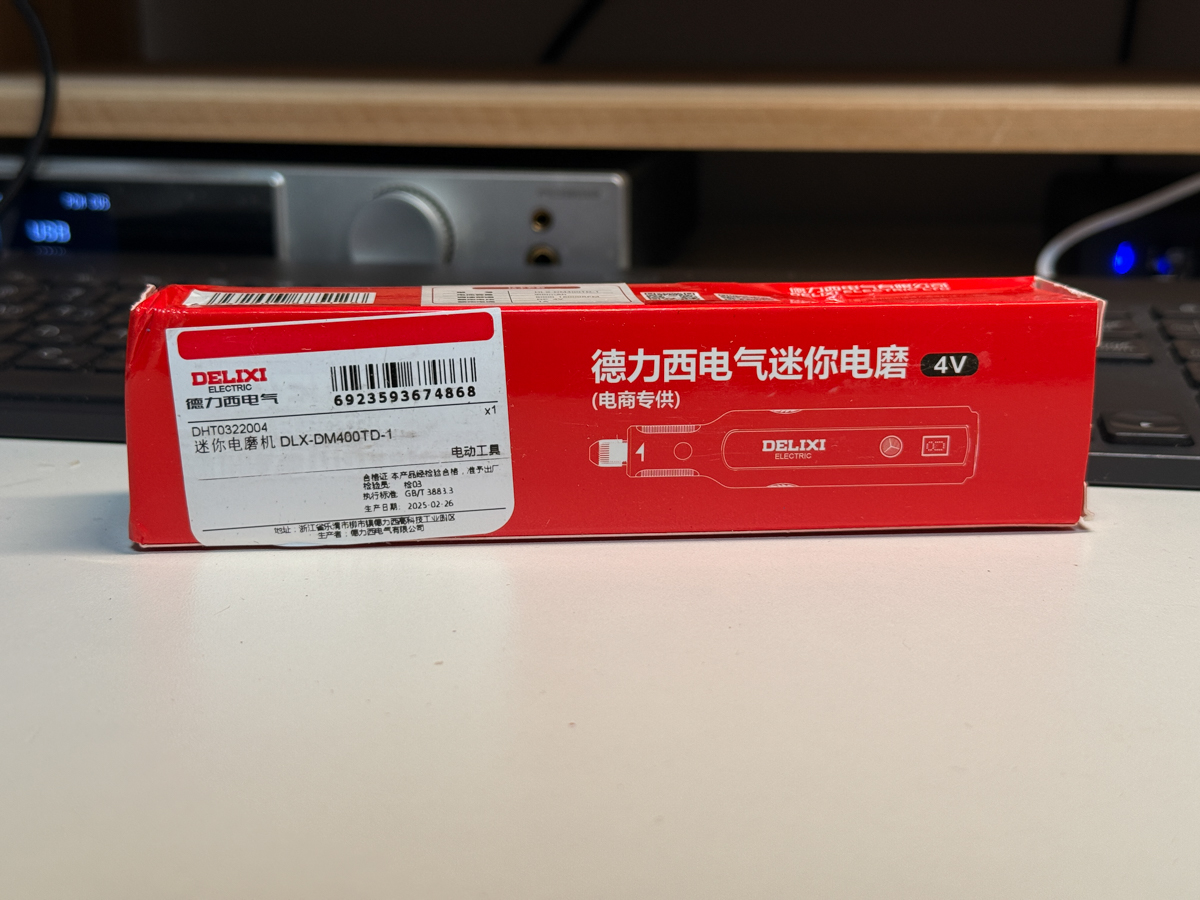 USB
DELIXI
ELECTRIC
德力西电气
6923593674868
x1
DHT0322004
迷你电磨机 DLX-DM400TD-1
电动工具
合格证 本产品经检验合格,准予出厂
检验员: 检03
执行标准: GB/T 3883.3
生产日期: 2025-02-26
地址:浙江省乐清市柳市镇德力西高科技工业园区
生产者:德力西电气有限公司
德力西电气迷你电磨 4V
(电商专供)
DELIXI
ELECTRIC